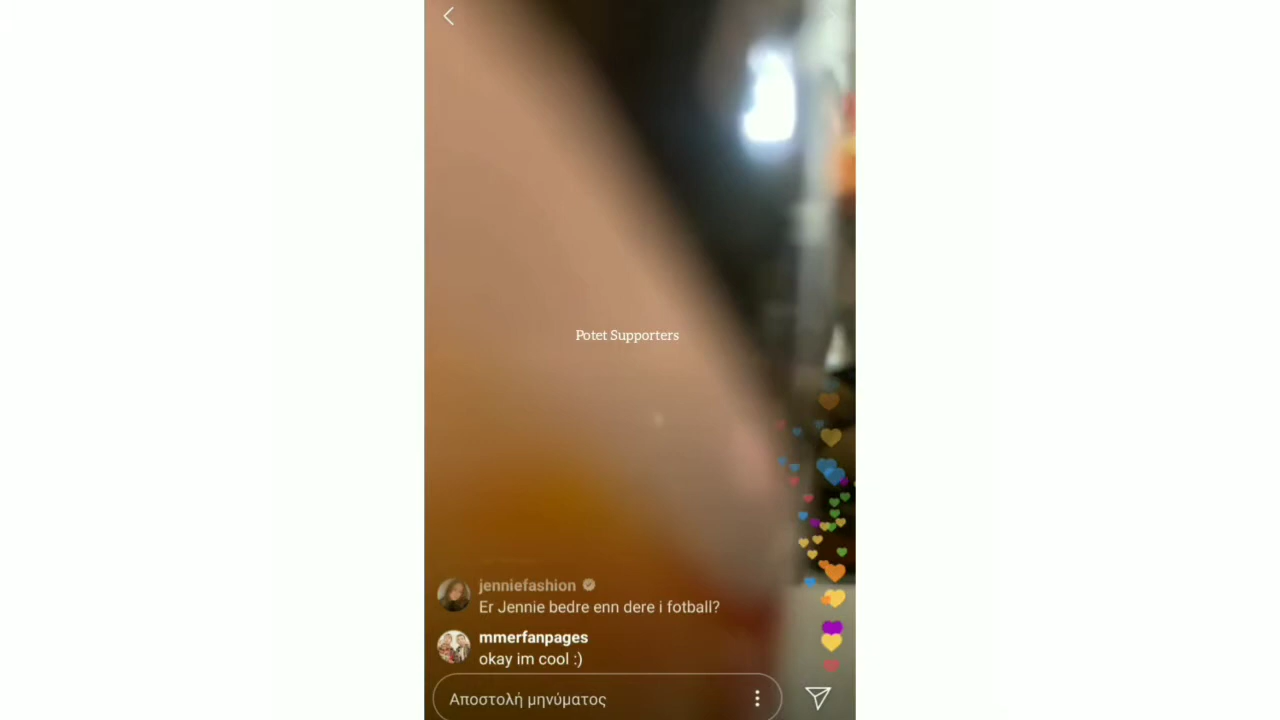 Potet Supporters
jenniefashion
Er Jennie bedre enn dere i fotball?
mmerfanpages
okay im cool :)
Αποστολή μηνύματος